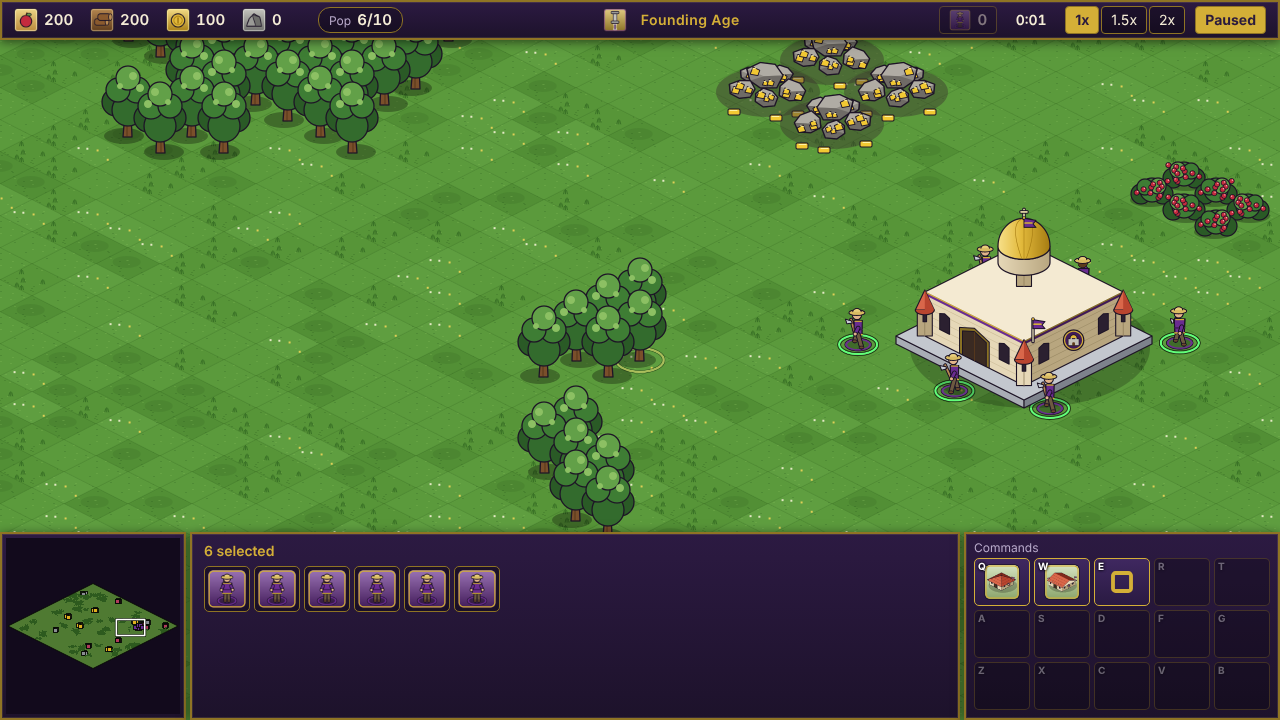 200 200 100 0 Pop 6/10 Founding Age 0 0:01 1x 1.5x 2x Paused
6 selected
Commands
Q W E R T
A S D F G
Z X C V B